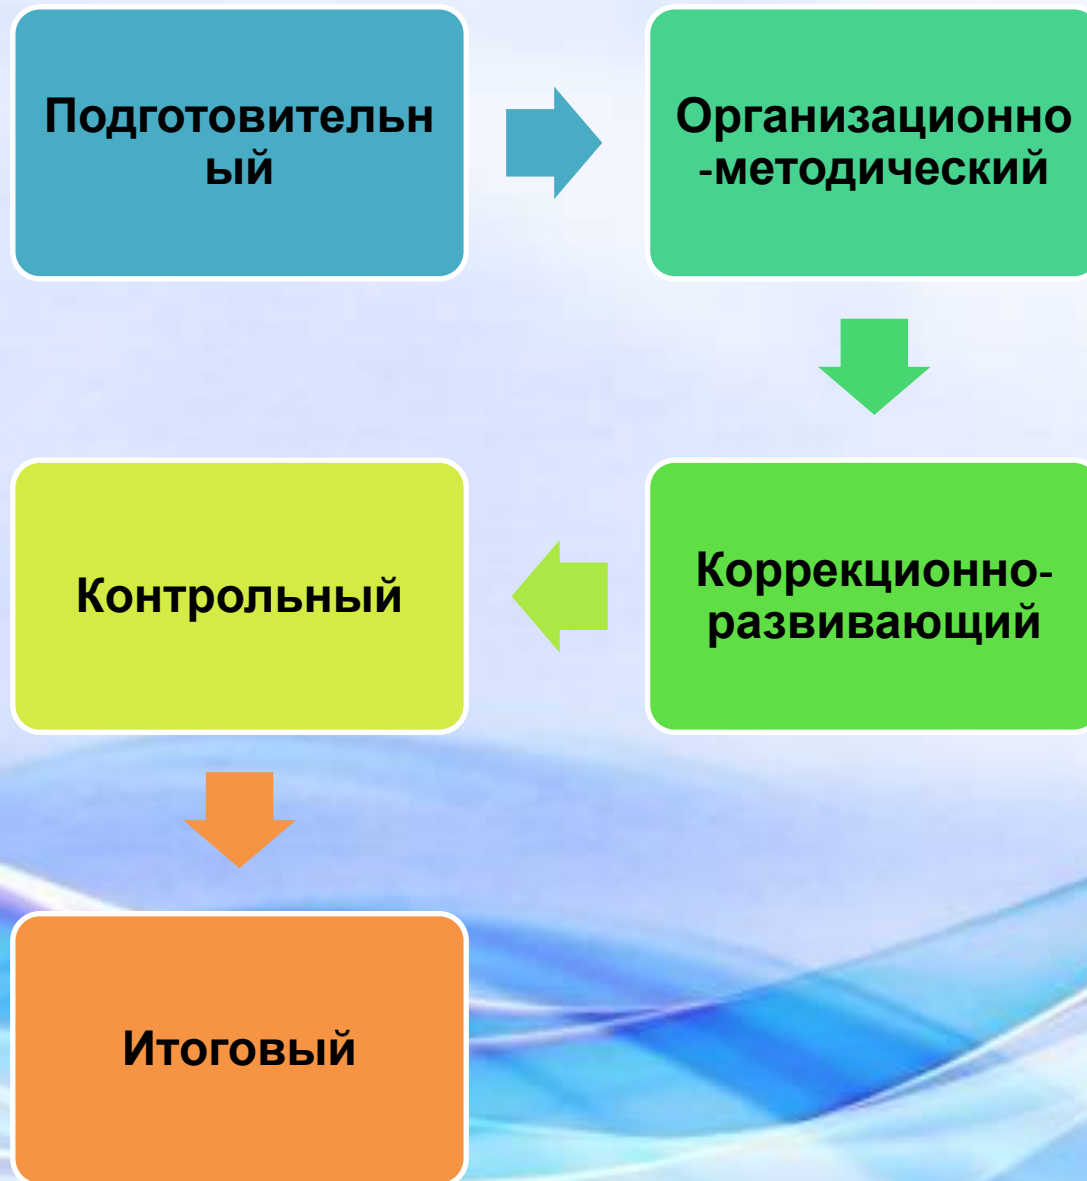 Подготовительн
ый
Организационно
-методический
Коррекционно-
развивающий
Контрольный
Итоговый